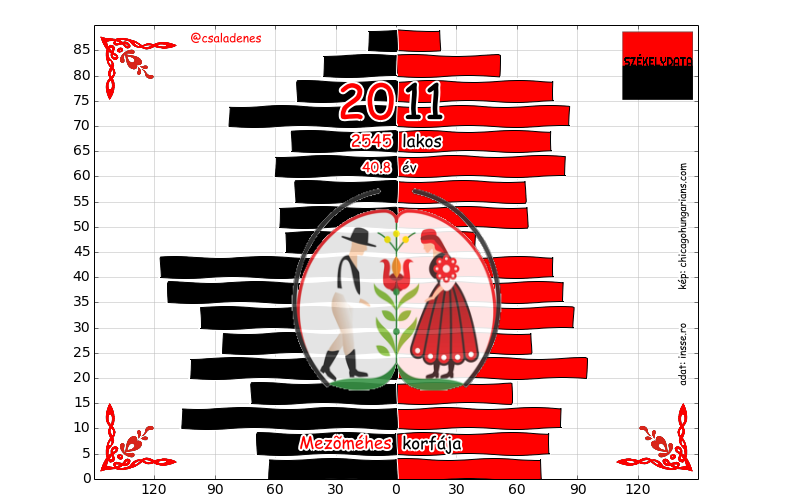 @csaladenes
SZÉKELYDATA
2011
2545 lakos
40.8 év
kép: chicagohungarians.com
adat: insse.ro
Mezőméhes korfája
85
80
75
70
65
60
55
50
45
40
35
30
25
20
15
10
5
0
120 90 60 30 0 30 60 90 120